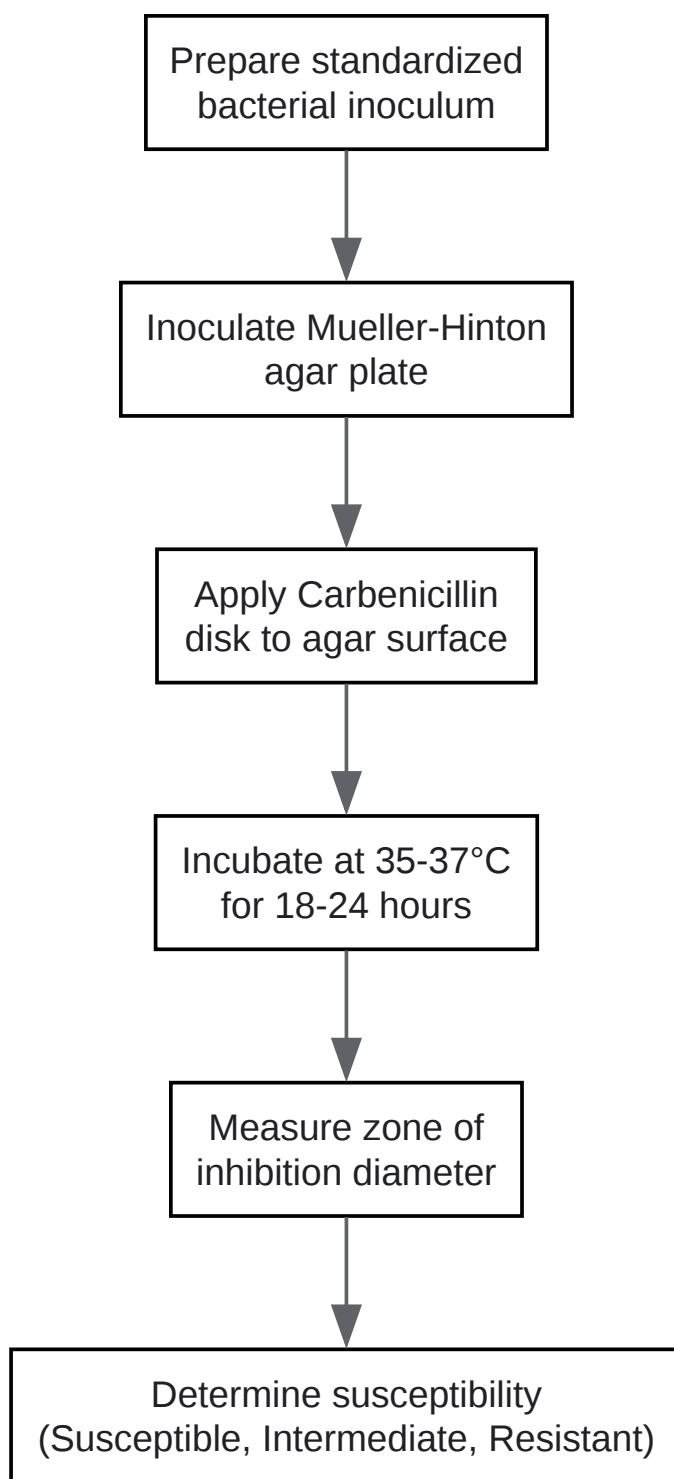 Prepare standardized
bacterial inoculum
Inoculate Mueller-Hinton
agar plate
Apply Carbenicillin
disk to agar surface
Incubate at 35-37°C
for 18-24 hours
Measure zone of
inhibition diameter
Determine susceptibility
(Susceptible, Intermediate, Resistant)